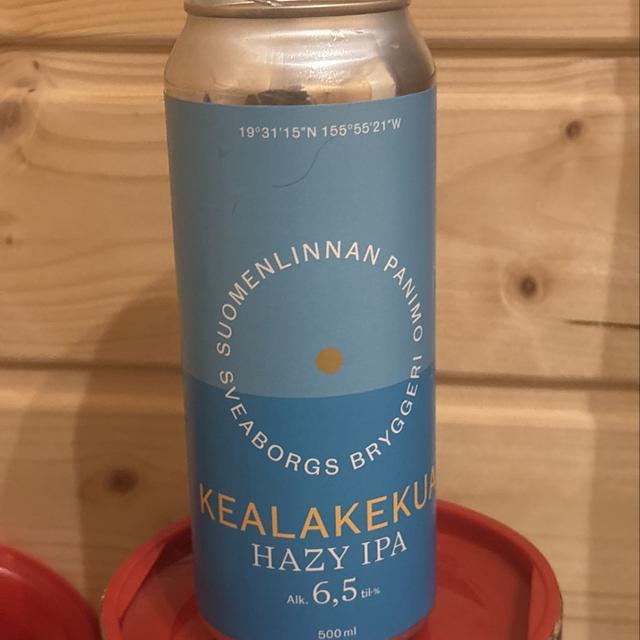 19°31'15"N 155°55'21"W
SUOMENLINNAN PANIMO
SVEABORGS BRYGGERI
KEALAKEKUA
HAZY IPA
Alk. 6,5 til-%
500 ml